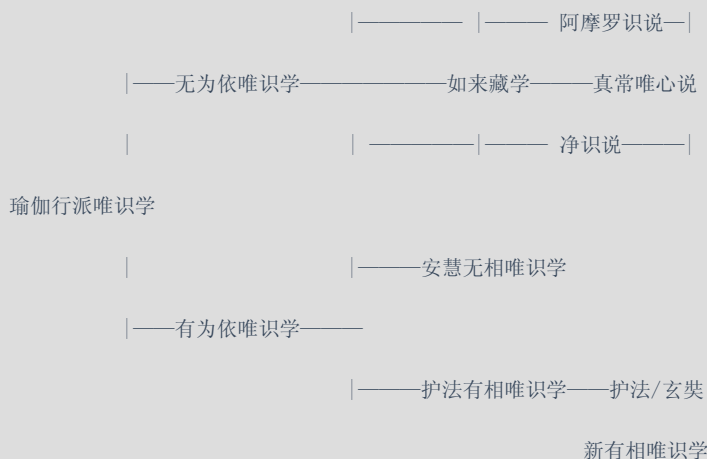 |————— |——— 阿摩罗识说—|
|——无为依唯识学———————如来藏学———真常唯心说
| | —————|——— 净识说———|
瑜伽行派唯识学
| |———安慧无相唯识学
|——有为依唯识学———
|———护法有相唯识学——护法/玄奘
新有相唯识学